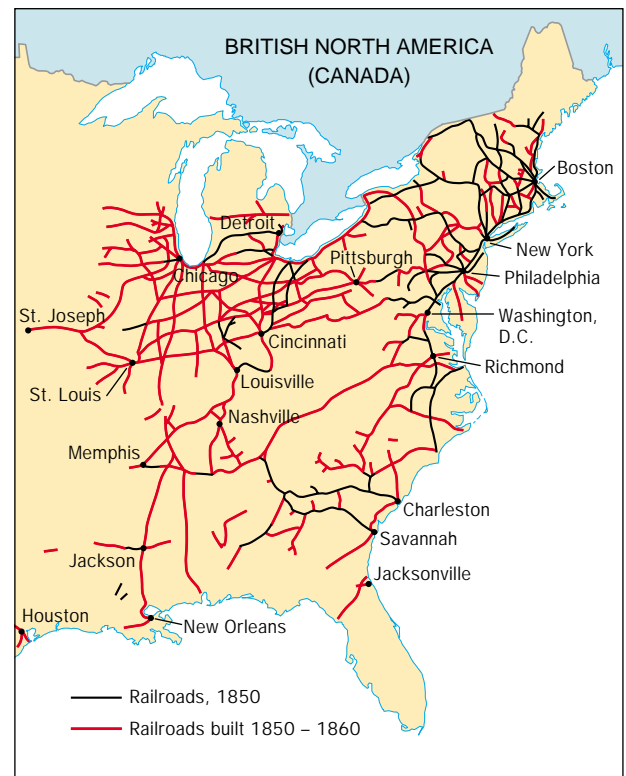 BRITISH NORTH AMERICA
(CANADA)
Boston
Detroit
New York
Pittsburgh
Chicago
Philadelphia
St. Joseph
Washington,
D.C.
Cincinnati
Richmond
Louisville
St. Louis
Nashville
Memphis
Charleston
Savannah
Jackson
Jacksonville
Houston
New Orleans
Railroads, 1850
Railroads built 1850 – 1860